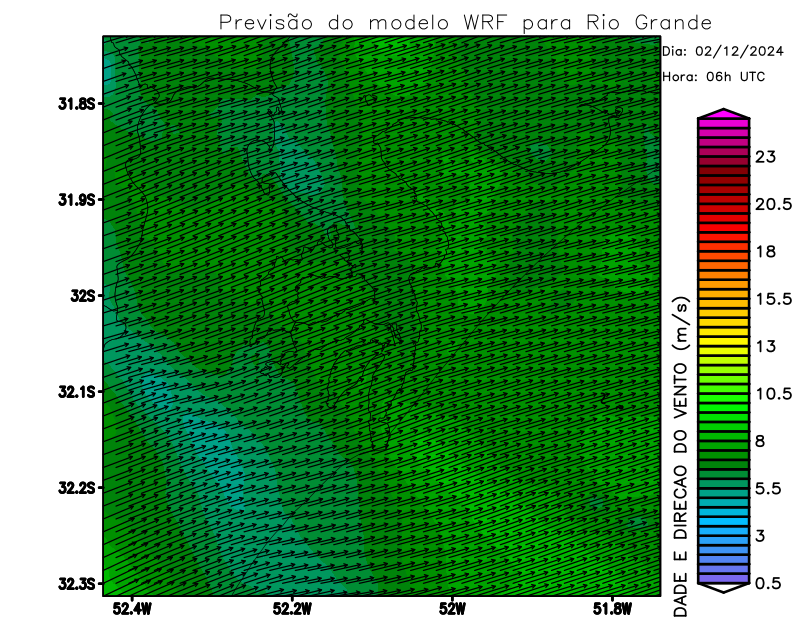 Previsão do modelo WRF para Rio Grande
Dia: 02/12/2024
Hora: 06h UTC
31.8S
31.9S
32S
32.1S
32.2S
32.3S
52.4W
52.2W
52W
51.8W
23
20.5
18
15.5
13
10.5
8
5.5
3
0.5
DADE E DIRECAO DO VENTO (m/s)